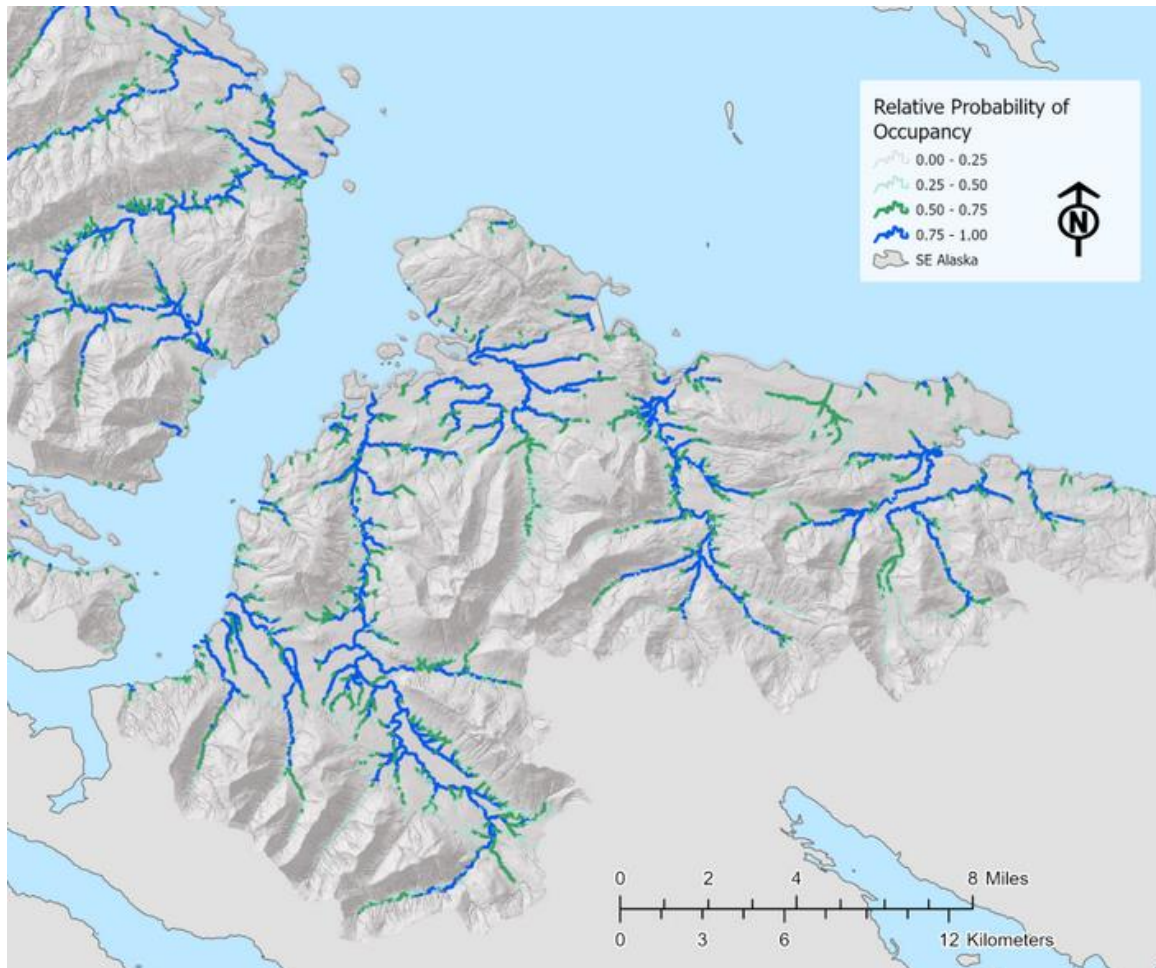 Relative Probability of
Occupancy
0.00 - 0.25
0.25 - 0.50
0.50 - 0.75
0.75 - 1.00
SE Alaska
N
0 2 4 8 Miles
0 3 6 12 Kilometers